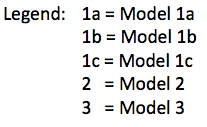 Legend: 1a = Model 1a
1b = Model 1b
1c = Model 1c
2 = Model 2
3 = Model 3